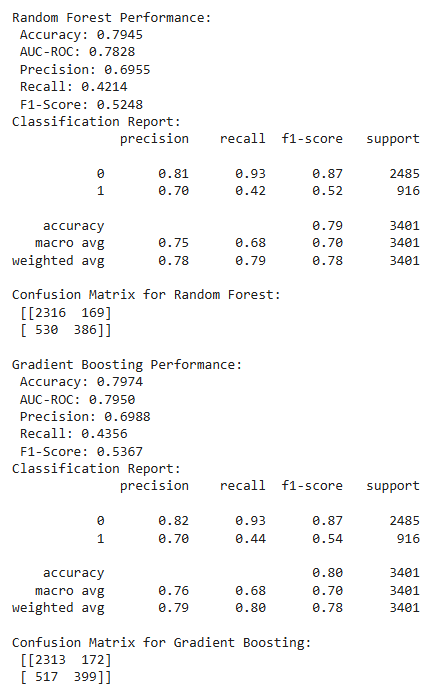 Random Forest Performance:
Accuracy: 0.7945
AUC-ROC: 0.7828
Precision: 0.6955
Recall: 0.4214
F1-Score: 0.5248
Classification Report:
precision recall f1-score support
0 0.81 0.93 0.87 2485
1 0.70 0.42 0.52 916
accuracy 0.79 3401
macro avg 0.75 0.68 0.70 3401
weighted avg 0.78 0.79 0.78 3401
Confusion Matrix for Random Forest:
[[2316 169]
[ 530 386]]
Gradient Boosting Performance:
Accuracy: 0.7974
AUC-ROC: 0.7950
Precision: 0.6988
Recall: 0.4356
F1-Score: 0.5367
Classification Report:
precision recall f1-score support
0 0.82 0.93 0.87 2485
1 0.70 0.44 0.54 916
accuracy 0.80 3401
macro avg 0.76 0.68 0.70 3401
weighted avg 0.79 0.80 0.78 3401
Confusion Matrix for Gradient Boosting:
[[2313 172]
[ 517 399]]